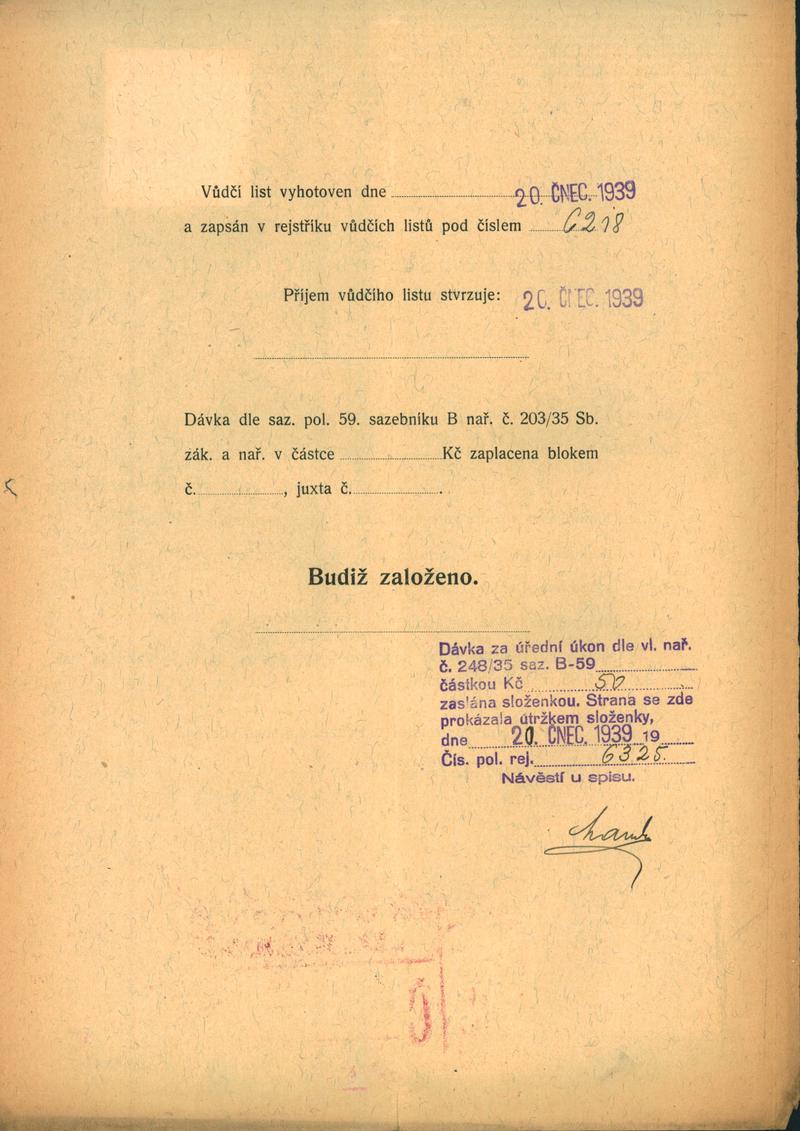 Vůdčí list vyhotoven dne 20. ČNEC. 1939
a zapsán v rejstříku vůdčích listů pod číslem 6218
Příjem vůdčího listu stvrzuje: 20. ČNEC. 1939
Dávka dle saz. pol. 59. sazebníku B nař. č. 203/35 Sb.
zák. a nař. v částce Kč zaplacena blokem
č. , juxta č. .
Budiž založeno.
Dávka za úřední úkon dle vl. nař.
č. 248/35 saz. B-59
částkou Kč 50
zaslána složenkou. Strana se zde
prokázala útržkem složenky,
dne 20. ČNEC. 1939 19
Čís. pol. rej. 6325.
Návěstí u spisu.